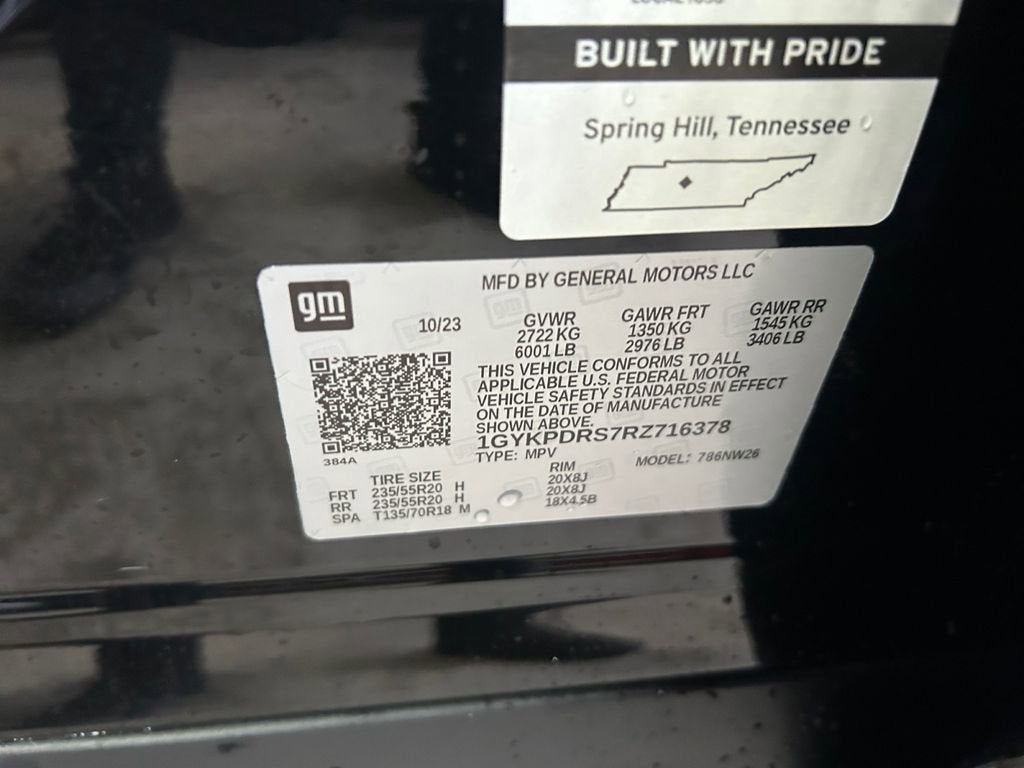 BUILT WITH PRIDE
Spring Hill, Tennessee
gm
MFD BY GENERAL MOTORS LLC
10/23
GVWR
2722 KG
6001 LB
GAWR FRT
1350 KG
2976 LB
GAWR RR
1545 KG
3406 LB
THIS VEHICLE CONFORMS TO ALL
APPLICABLE U.S. FEDERAL MOTOR
VEHICLE SAFETY STANDARDS IN EFFECT
ON THE DATE OF MANUFACTURE
SHOWN ABOVE.
1GYKPDRS7RZ716378
TYPE: MPV
MODEL: 786NW26
384A
TIRE SIZE
RIM
FRT 235/55R20 H 20X8J
RR 235/55R20 H 20X8J
SPA T135/70R18 M 18X4.5B